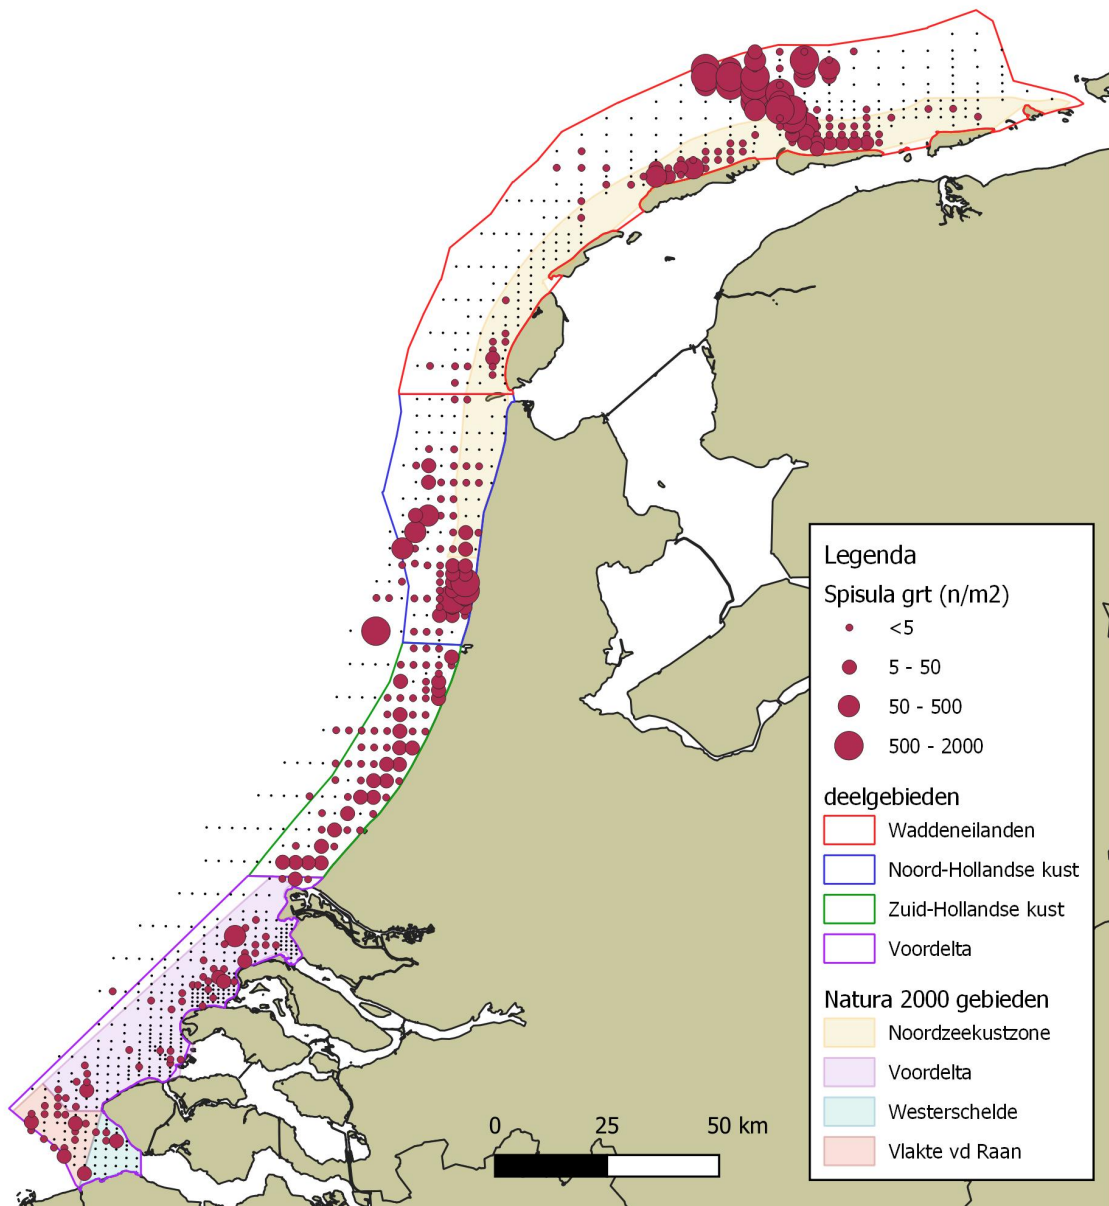 Legenda
Spisula grt (n/m2)
<5
5 - 50
50 - 500
500 - 2000
deelgebieden
Waddeneilanden
Noord-Hollandse kust
Zuid-Hollandse kust
Voordelta
Natura 2000 gebieden
Noordzeekustzone
Voordelta
Westerschelde
Vlakte vd Raan
0 25 50 km